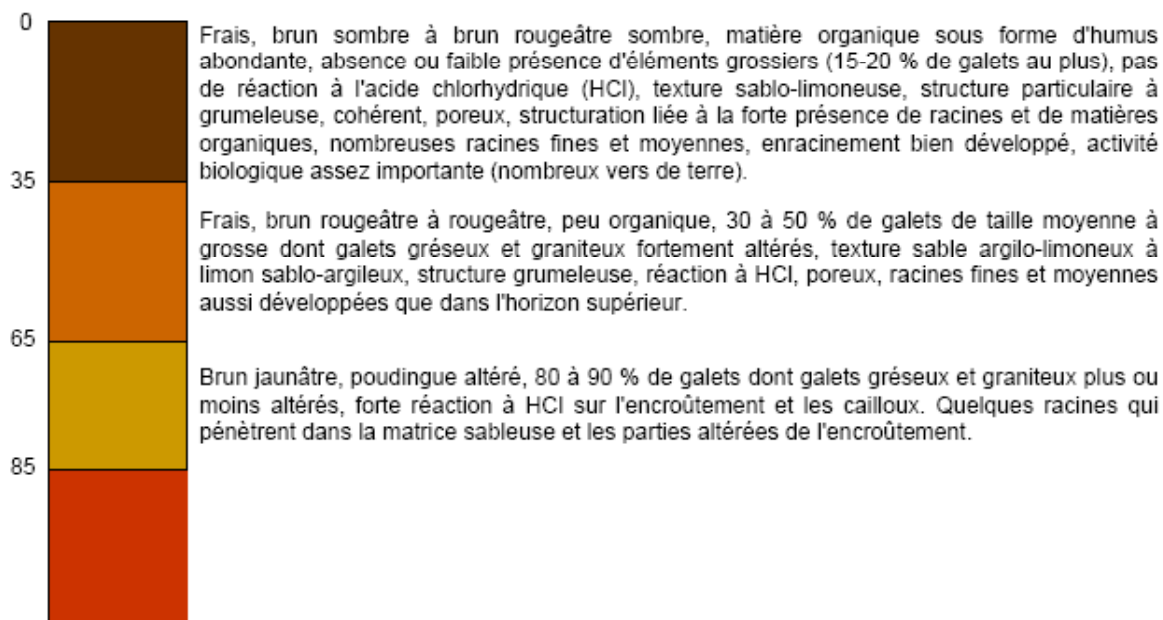 0
Frais, brun sombre à brun rougeâtre sombre, matière organique sous forme d'humus
abondante, absence ou faible présence d'éléments grossiers (15-20 % de galets au plus), pas
de réaction à l'acide chlorhydrique (HCl), texture sablo-limoneuse, structure particulaire à
grumeleuse, cohérent, poreux, structuration liée à la forte présence de racines et de matières
organiques, nombreuses racines fines et moyennes, enracinement bien développé, activité
biologique assez importante (nombreux vers de terre).
35
Frais, brun rougeâtre à rougeâtre, peu organique, 30 à 50 % de galets de taille moyenne à
grosse dont galets gréseux et graniteux fortement altérés, texture sable argilo-limoneux à
limon sablo-argileux, structure grumeleuse, réaction à HCl, poreux, racines fines et moyennes
aussi développées que dans l'horizon supérieur.
65
Brun jaunâtre, poudingue altéré, 80 à 90 % de galets dont galets gréseux et graniteux plus ou
moins altérés, forte réaction à HCl sur l'encroûtement et les cailloux. Quelques racines qui
pénètrent dans la matrice sableuse et les parties altérées de l'encroûtement.
85